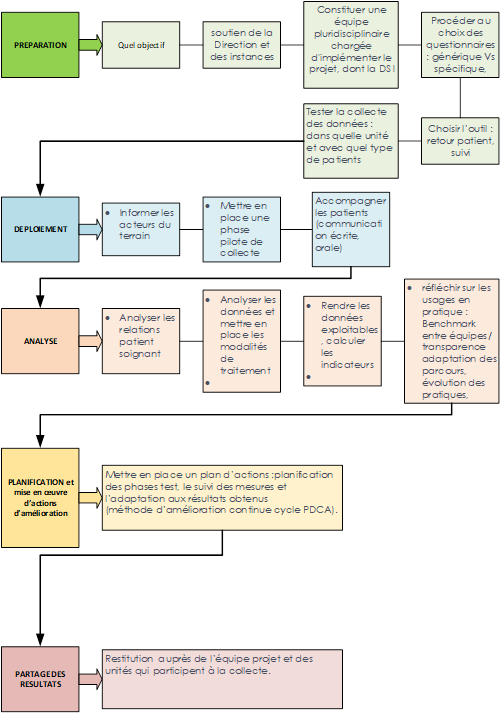 PREPARATION
Quel objectif
soutien de la
Direction et
des instances
Constituer une
équipe
pluridisciplinaire
chargée
d'implémenter le
projet, dont la DSI
Procéder au
choix des
questionnaires
: générique Vs
spécifique,
Choisir l'outil :
retour patient,
suivi
Tester la collecte
des données :
dans quelle unité
et avec quel type
de patients
DEPLOIEMENT
• Informer les
acteurs du
terrain
• Mettre en
place une
phase
pilote de
collecte
Accompagner
les patients
(communicati
on écrite,
orale)
ANALYSE
• Analyser les
relations
patient
soignant
• Analyser les
données et
mettre en
place les
modalités
de
traitement
•
• Rendre les
données
exploitables
, calculer
les
indicateurs
•
• réfléchir sur les
usages en
pratique :
Benchmark
entre équipes/
transparence
adaptation des
parcours,
évolution des
pratiques,
PLANIFICATION et
mise en œuvre
d'actions
d'amélioration
Mettre en place un plan d'actions :planification
des phases test, le suivi des mesures et
l'adaptation aux résultats obtenus
(méthode d'amélioration continue cycle PDCA).
PARTAGE DES
RESULTATS
Restitution auprès de l'équipe projet et des
unités qui participent à la collecte.